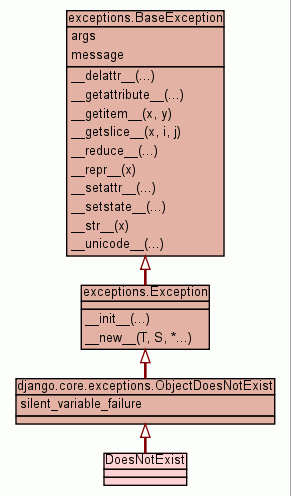 exceptions.BaseException
args
message
__delattr__(...)
__getattribute__(...)
__getitem__(x, y)
__getslice__(x, i, j)
__reduce__(...)
__repr__(x)
__setattr__(...)
__setstate__(...)
__str__(x)
__unicode__(...)
exceptions.Exception
__init__(...)
__new__(T, S, *...)
django.core.exceptions.ObjectDoesNotExist
silent_variable_failure
DoesNotExist